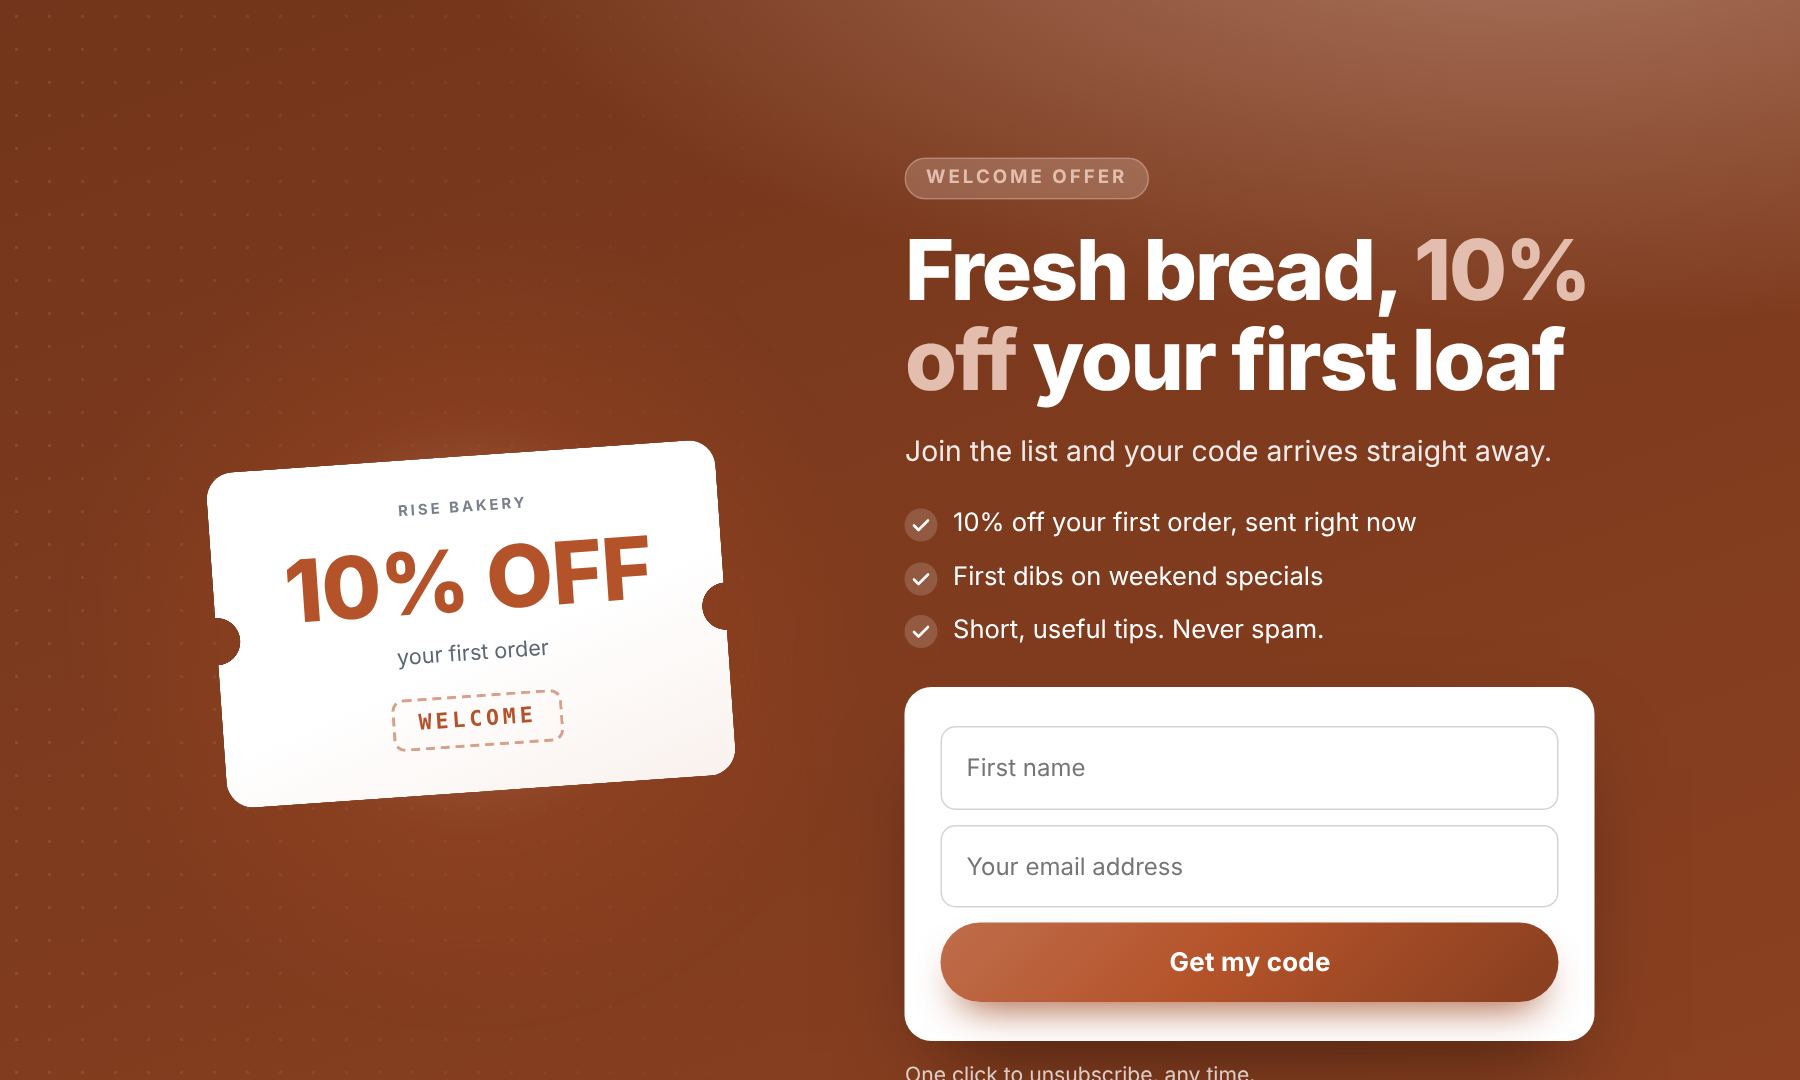 RISE BAKERY
10% OFF
your first order
WELCOME
WELCOME OFFER
Fresh bread, 10%
off your first loaf
Join the list and your code arrives straight away.
10% off your first order, sent right now
First dibs on weekend specials
Short, useful tips. Never spam.
First name
Your email address
Get my code
One click to unsubscribe, any time.